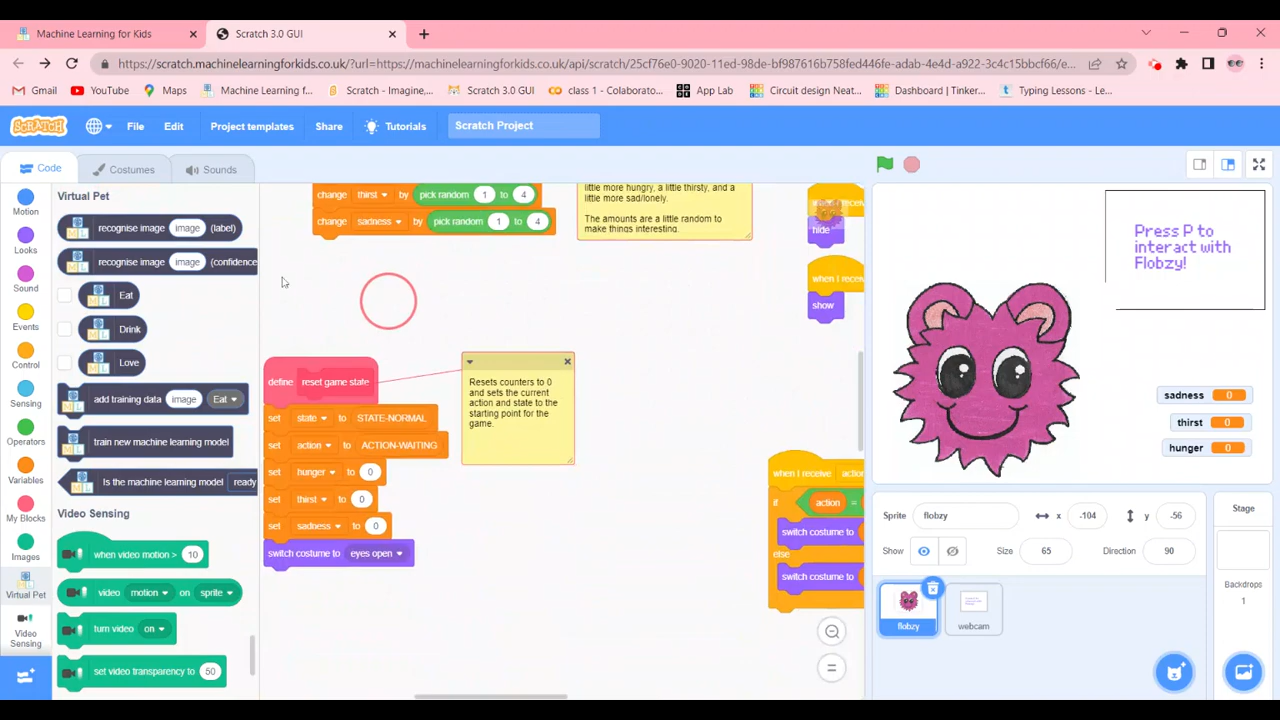 Machine Learning for Kids
Scratch 3.0 GUI
https://scratch.machinelearningforkids.co.uk/?url=https://machinelearningforkids.co.uk/api/scratch/25cf76e0-9020-11ed-98de-bf987616b758fed446fe-adab-4e4d-a922-3c4c15bbcf66/e...
Gmail
YouTube
Maps
Machine Learning f...
Scratch - Imagine,...
Scratch 3.0 GUI
class 1 - Colaborato...
App Lab
Circuit design Neat...
Dashboard | Tinker...
Typing Lessons - Le...
SCRATCH
File
Edit
Project templates
Share
Tutorials
Scratch Project
Code
Costumes
Sounds
Motion
Looks
Sound
Events
Control
Sensing
Operators
Variables
My Blocks
Images
Virtual Pet
Video
Sensing
Virtual Pet
recognise image image (label)
recognise image image (confidence
Eat
Drink
Love
add training data image Eat
train new machine learning model
Is the machine learning model ready
Video Sensing
when video motion > 10
video motion on sprite
turn video on
set video transparency to 50
change thirst by pick random 1 to 4
change sadness by pick random 1 to 4
little more hungry, a little thirsty, and a
little more sad/lonely.
The amounts are a little random to
make things interesting.
define reset game state
set state to STATE-NORMAL
set action to ACTION-WAITING
set hunger to 0
set thirst to 0
set sadness to 0
switch costume to eyes open
Resets counters to 0
and sets the current
action and state to the
starting point for the
game.
when I receiv
hide
when I receiv
show
when I receive actio
if action =
switch costume to
else
switch costume to
Press P to
interact with
Flobzy!
sadness 0
thirst 0
hunger 0
Sprite flobzy x -104 y -56
Show Size 65 Direction 90
flobzy
webcam
Stage
Backdrops
1